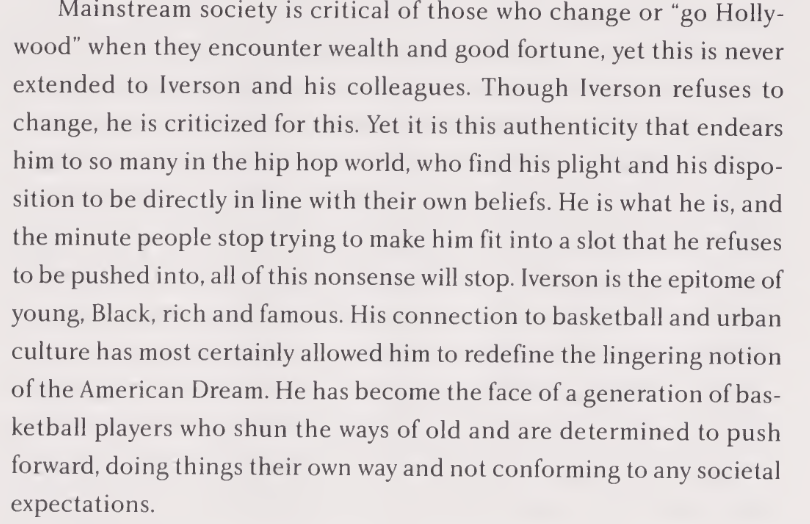 Mainstream society is critical of those who change or “go Holly-
wood” when they encounter wealth and good fortune, yet this is never
extended to Iverson and his colleagues. Though Iverson refuses to
change, he is criticized for this. Yet it is this authenticity that endears
him to so many in the hip hop world, who find his plight and his dispo-
sition to be directly in line with their own beliefs. He is what he is, and
the minute people stop trying to make him fit into a slot that he refuses
to be pushed into, all of this nonsense will stop. Iverson is the epitome of
young, Black, rich and famous. His connection to basketball and urban
culture has most certainly allowed him to redefine the lingering notion
of the American Dream. He has become the face of a generation of bas-
ketball players who shun the ways of old and are determined to push
forward, doing things their own way and not conforming to any societal
expectations.